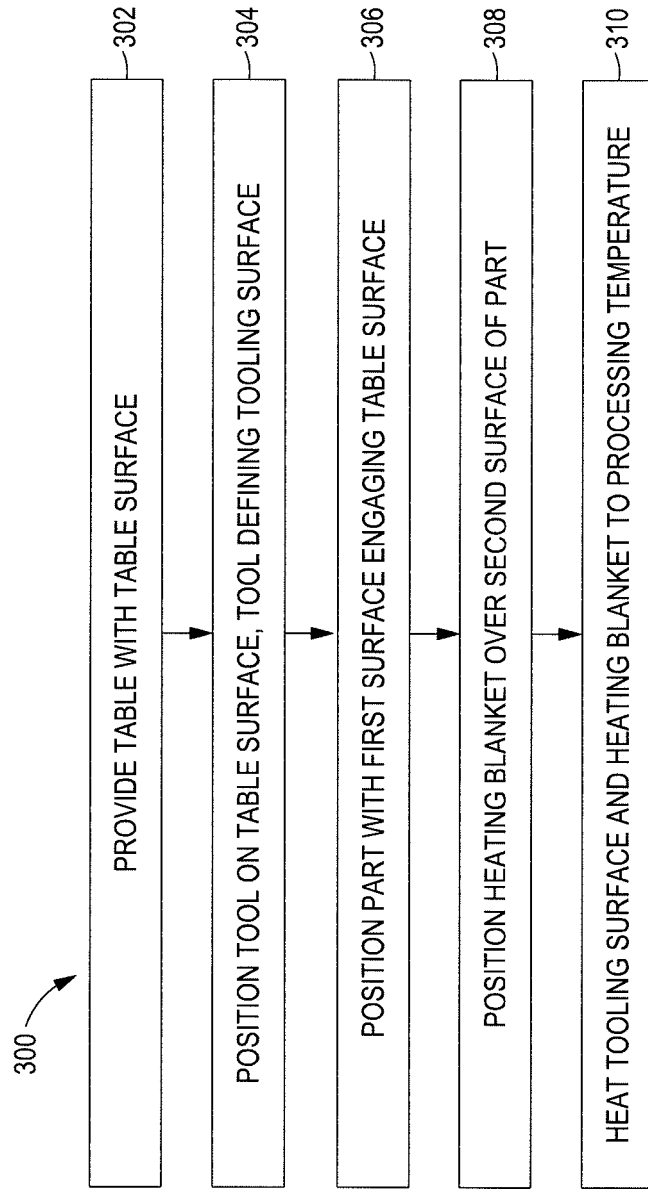 300
PROVIDE TABLE WITH TABLE SURFACE
302
POSITION TOOL ON TABLE SURFACE, TOOL DEFINING TOOLING SURFACE
304
POSITION PART WITH FIRST SURFACE ENGAGING TABLE SURFACE
306
POSITION HEATING BLANKET OVER SECOND SURFACE OF PART
308
HEAT TOOLING SURFACE AND HEATING BLANKET TO PROCESSING TEMPERATURE
310